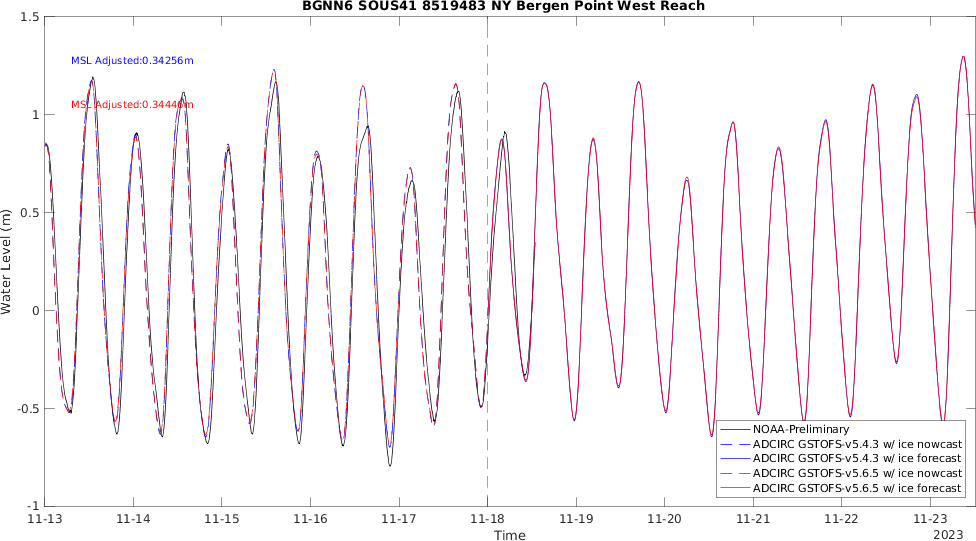 BGNN6 SOUS41 8519483 NY Bergen Point West Reach
1.5
1
0.5
0
-0.5
-1
Water Level (m)
MSL Adjusted:0.34256m
MSL Adjusted:0.34446m
NOAA-Preliminary
ADCIRC GSTOFS-v5.4.3 w/ ice nowcast
ADCIRC GSTOFS-v5.4.3 w/ ice forecast
ADCIRC GSTOFS-v5.6.5 w/ ice nowcast
ADCIRC GSTOFS-v5.6.5 w/ ice forecast
11-13 11-14 11-15 11-16 11-17 11-18 11-19 11-20 11-21 11-22 11-23
Time
2023